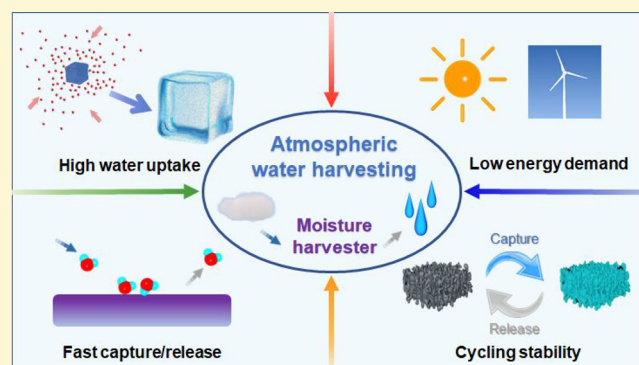 High water uptake
Low energy demand
Atmospheric
water harvesting
Moisture
harvester
Capture
Release
Fast capture/release
Cycling stability